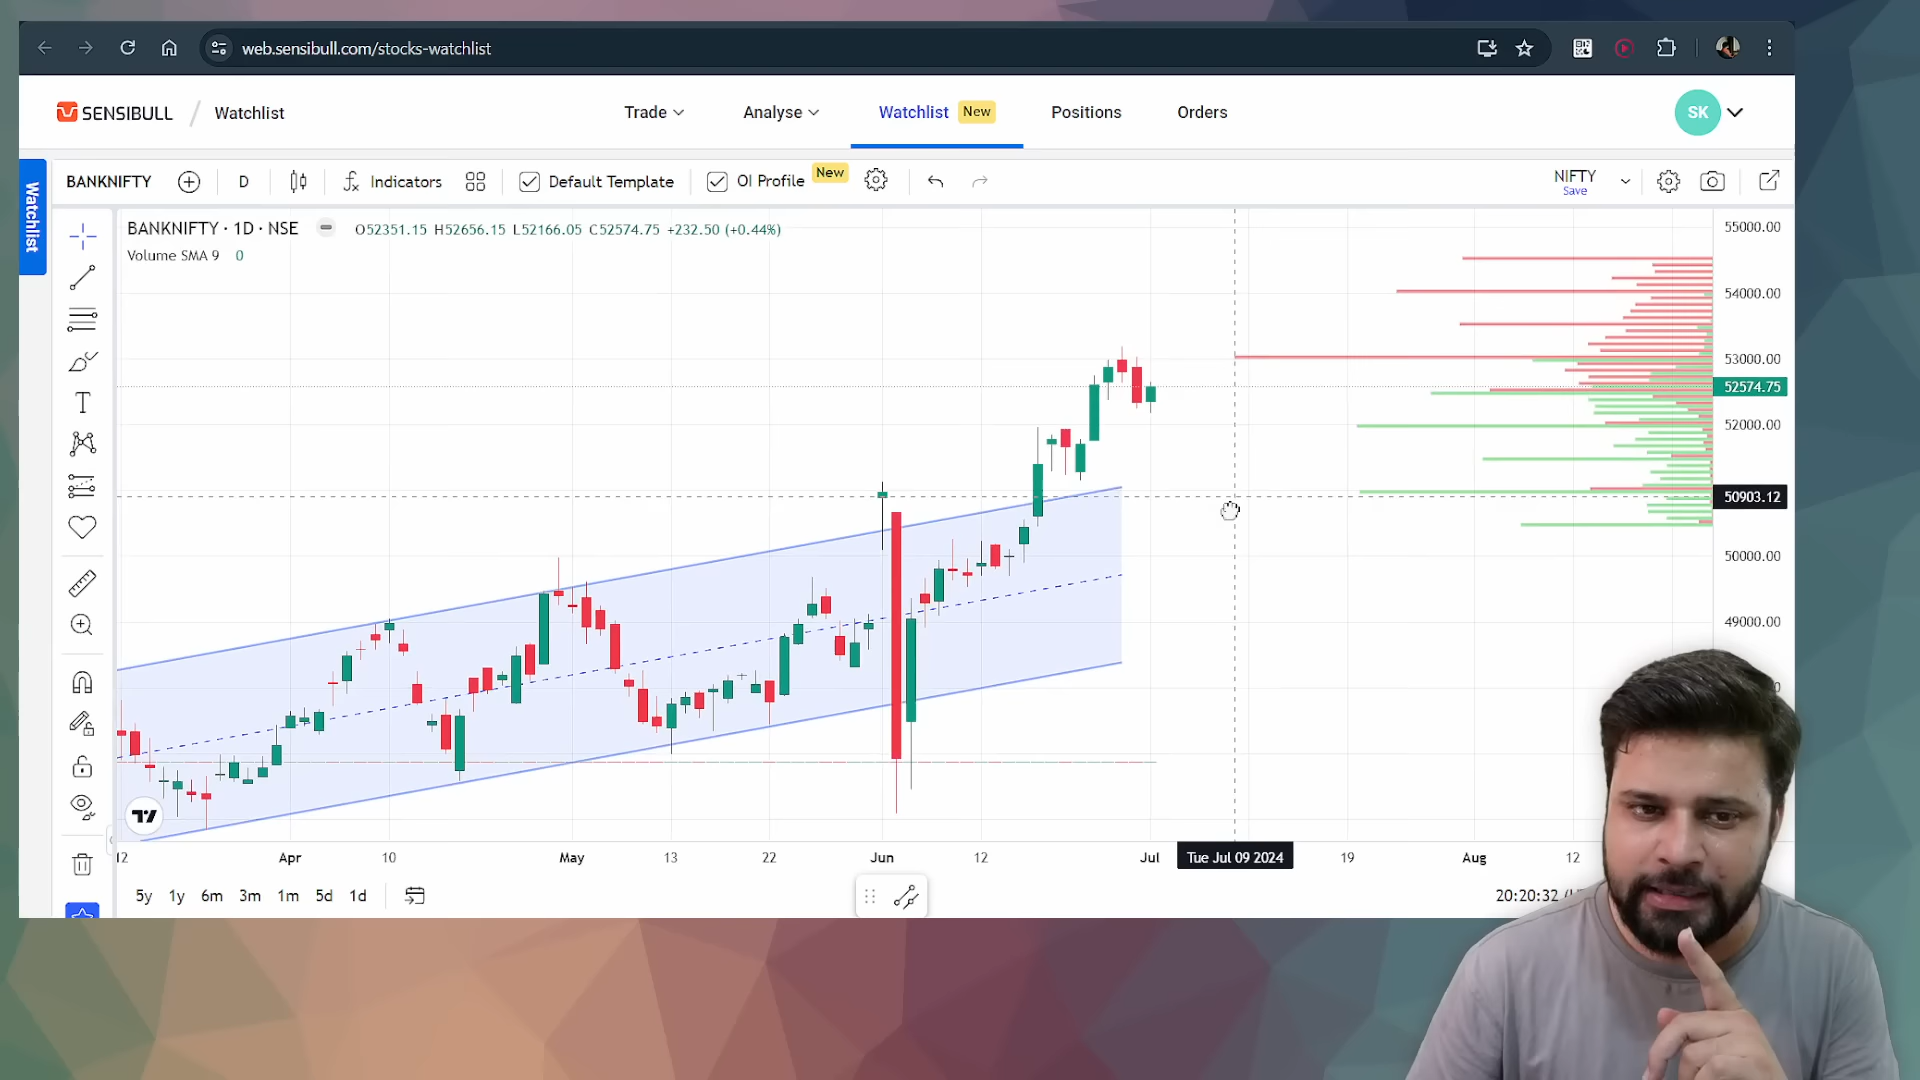 web.sensibull.com/stocks-watchlist
SENSIBULL / Watchlist
Trade
Analyse
Watchlist New
Positions
Orders
SK
Watchlist
BANKNIFTY
D
Indicators
Default Template
OI Profile New
NIFTY
Save
BANKNIFTY · 1D · NSE
O52351.15 H52656.15 L52166.05 C52574.75 +232.50 (+0.44%)
Volume SMA 9 0
55000.00
54000.00
53000.00
52574.75
52000.00
50903.12
50000.00
49000.00
T
12
Apr
10
May
13
22
Jun
12
Jul
Tue Jul 09 2024
19
Aug
12
5y 1y 6m 3m 1m 5d 1d
20:20:32